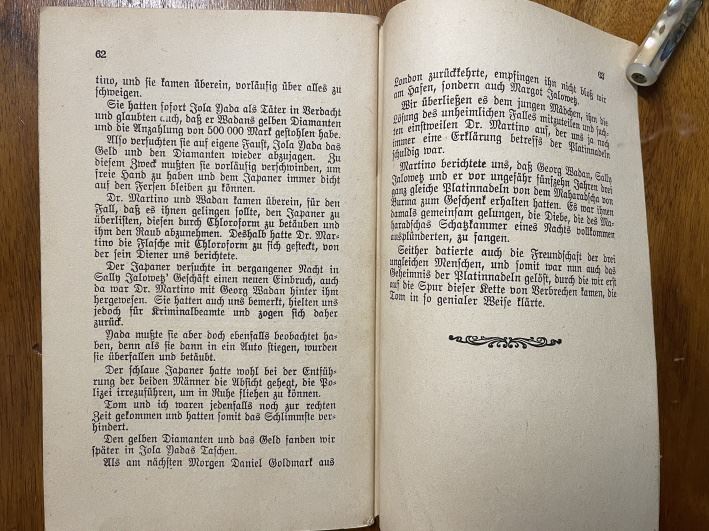 62
tino, und sie kamen überein, vorläufig über alles zu
schweigen.
Sie hatten sofort Jola Yada als Täter in Verdacht
und glaubten auch, daß er Wadans gelben Diamanten
und die Anzahlung von 500 000 Mark gestohlen habe.
Also versuchten sie auf eigene Faust, Jola Yada das
Geld und den Diamanten wieder abzujagen. Zu
diesem Zweck mußten sie vorläufig verschwinden, um
freie Hand zu haben und dem Japaner immer dicht
auf den Fersen bleiben zu können.
Dr. Martino und Wadan kamen überein, für den
Fall, daß es ihnen gelingen sollte, den Japaner zu
überlisten, diesen durch Chloroform zu betäuben und
ihm den Raub abzunehmen. Deshalb hatte Dr. Mar-
tino die Flasche mit Chloroform zu sich gesteckt, von
der sein Diener uns berichtete.
Der Japaner versuchte in vergangener Nacht in
Sally Jalowetz' Geschäft einen neuen Einbruch, auch
da war Dr. Martino mit Georg Wadan hinter ihm
hergewesen. Sie hatten auch uns bemerkt, hielten uns
jedoch für Kriminalbeamte und zogen sich daher
zurück.
Yada mußte sie aber doch ebenfalls beobachtet ha-
ben, denn als sie dann in ein Auto stiegen, wurden
sie überfallen und betäubt.
Der schlaue Japaner hatte wohl bei der Entfüh-
rung der beiden Männer die Absicht gehegt, die Po-
lizei irrezuführen, um in Ruhe fliehen zu können.
Tom und ich waren jedenfalls noch zur rechten
Zeit gekommen und hatten somit das Schlimmste ver-
hindert.
Den gelben Diamanten und das Geld fanden wir
später in Jola Yadas Taschen.
Als am nächsten Morgen Daniel Goldmark aus
63
London zurückkehrte, empfingen ihn nicht bloß wir
am Hafen, sondern auch Margot Jalowetz.
Wir überließen es dem jungen Mädchen, ihm die
Lösung des unheimlichen Falles mitzuteilen und such-
ten einstweilen Dr. Martino auf, der uns ja noch
immer eine Erklärung betreffs der Platinnadeln
schuldig war.
Martino berichtete uns, daß Georg Wadan, Sally
Jalowetz und er vor ungefähr fünfzehn Jahren drei
ganz gleiche Platinnadeln von dem Maharadscha von
Burma zum Geschenk erhalten hatten. Es war ihnen
damals gemeinsam gelungen, die Diebe, die des Ma-
haradschas Schatzkammer eines Nachts vollkommen
ausplünderten, zu fangen.
Seither datierte auch die Freundschaft der drei
ungleichen Menschen, und somit war nun auch das
Geheimnis der Platinnadeln gelöst, durch die wir erst
auf die Spur dieser Kette von Verbrechen kamen, die
Tom in so genialer Weise klärte.